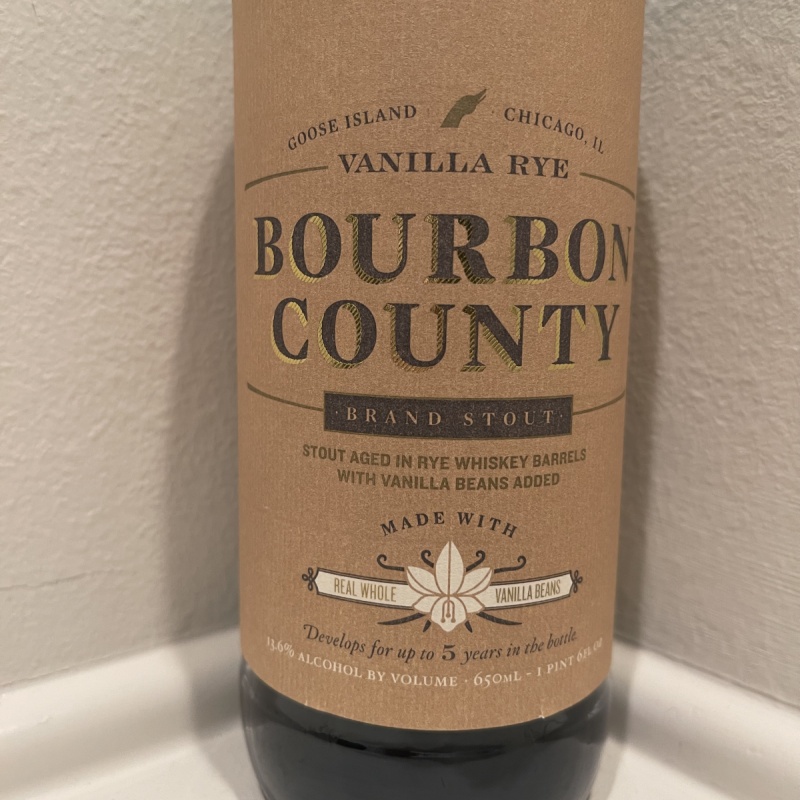 GOOSE ISLAND · CHICAGO, IL
VANILLA RYE
BOURBON
COUNTY
·BRAND STOUT·
STOUT AGED IN RYE WHISKEY BARRELS
WITH VANILLA BEANS ADDED
MADE WITH
REAL WHOLE VANILLA BEANS
Develops for up to 5 years in the bottle.
13.6% ALCOHOL BY VOLUME · 650ML - 1 PINT 6FL OZ